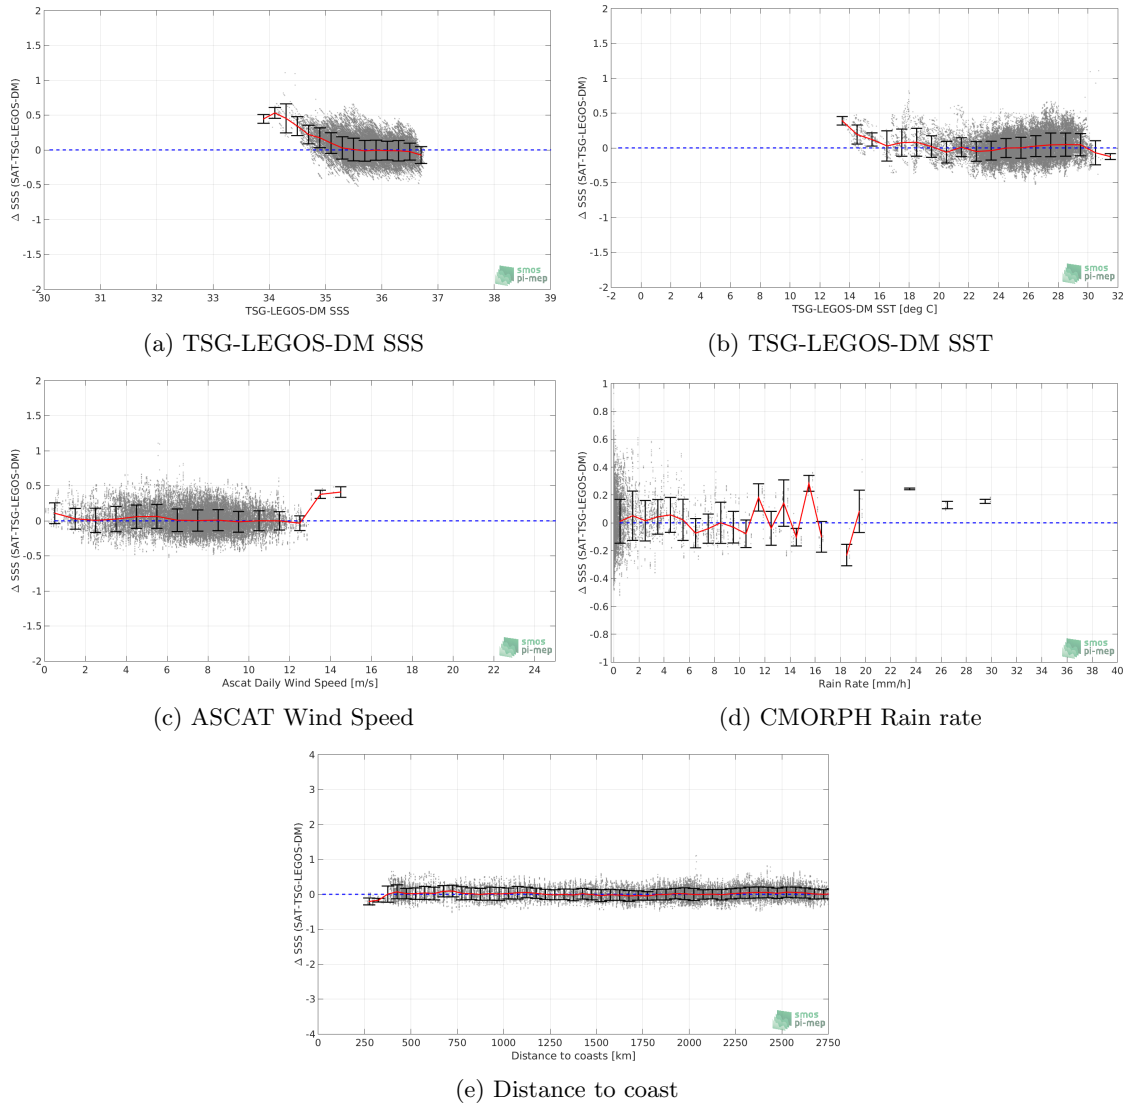 2
1.5
1
0.5
0
-0.5
-1
-1.5
-2
Δ SSS (SAT-TSG-LEGOS-DM)
30 31 32 33 34 35 36 37 38 39
TSG-LEGOS-DM SSS
smos
pi-mep
(a) TSG-LEGOS-DM SSS
2
1.5
1
0.5
0
-0.5
-1
-1.5
-2
Δ SSS (SAT-TSG-LEGOS-DM)
-2 0 2 4 6 8 10 12 14 16 18 20 22 24 26 28 30 32
TSG-LEGOS-DM SST [deg C]
smos
pi-mep
(b) TSG-LEGOS-DM SST
2
1.5
1
0.5
0
-0.5
-1
-1.5
-2
Δ SSS (SAT-TSG-LEGOS-DM)
0 2 4 6 8 10 12 14 16 18 20 22 24
Ascat Daily Wind Speed [m/s]
smos
pi-mep
(c) ASCAT Wind Speed
1
0.8
0.6
0.4
0.2
0
-0.2
-0.4
-0.6
-0.8
-1
Δ SSS (SAT-TSG-LEGOS-DM)
0 2 4 6 8 10 12 14 16 18 20 22 24 26 28 30 32 34 36 38 40
Rain Rate [mm/h]
smos
pi-mep
(d) CMORPH Rain rate
4
3
2
1
0
-1
-2
-3
-4
Δ SSS (SAT-TSG-LEGOS-DM)
0 250 500 750 1000 1250 1500 1750 2000 2250 2500 2750
Distance to coasts [km]
smos
pi-mep
(e) Distance to coast